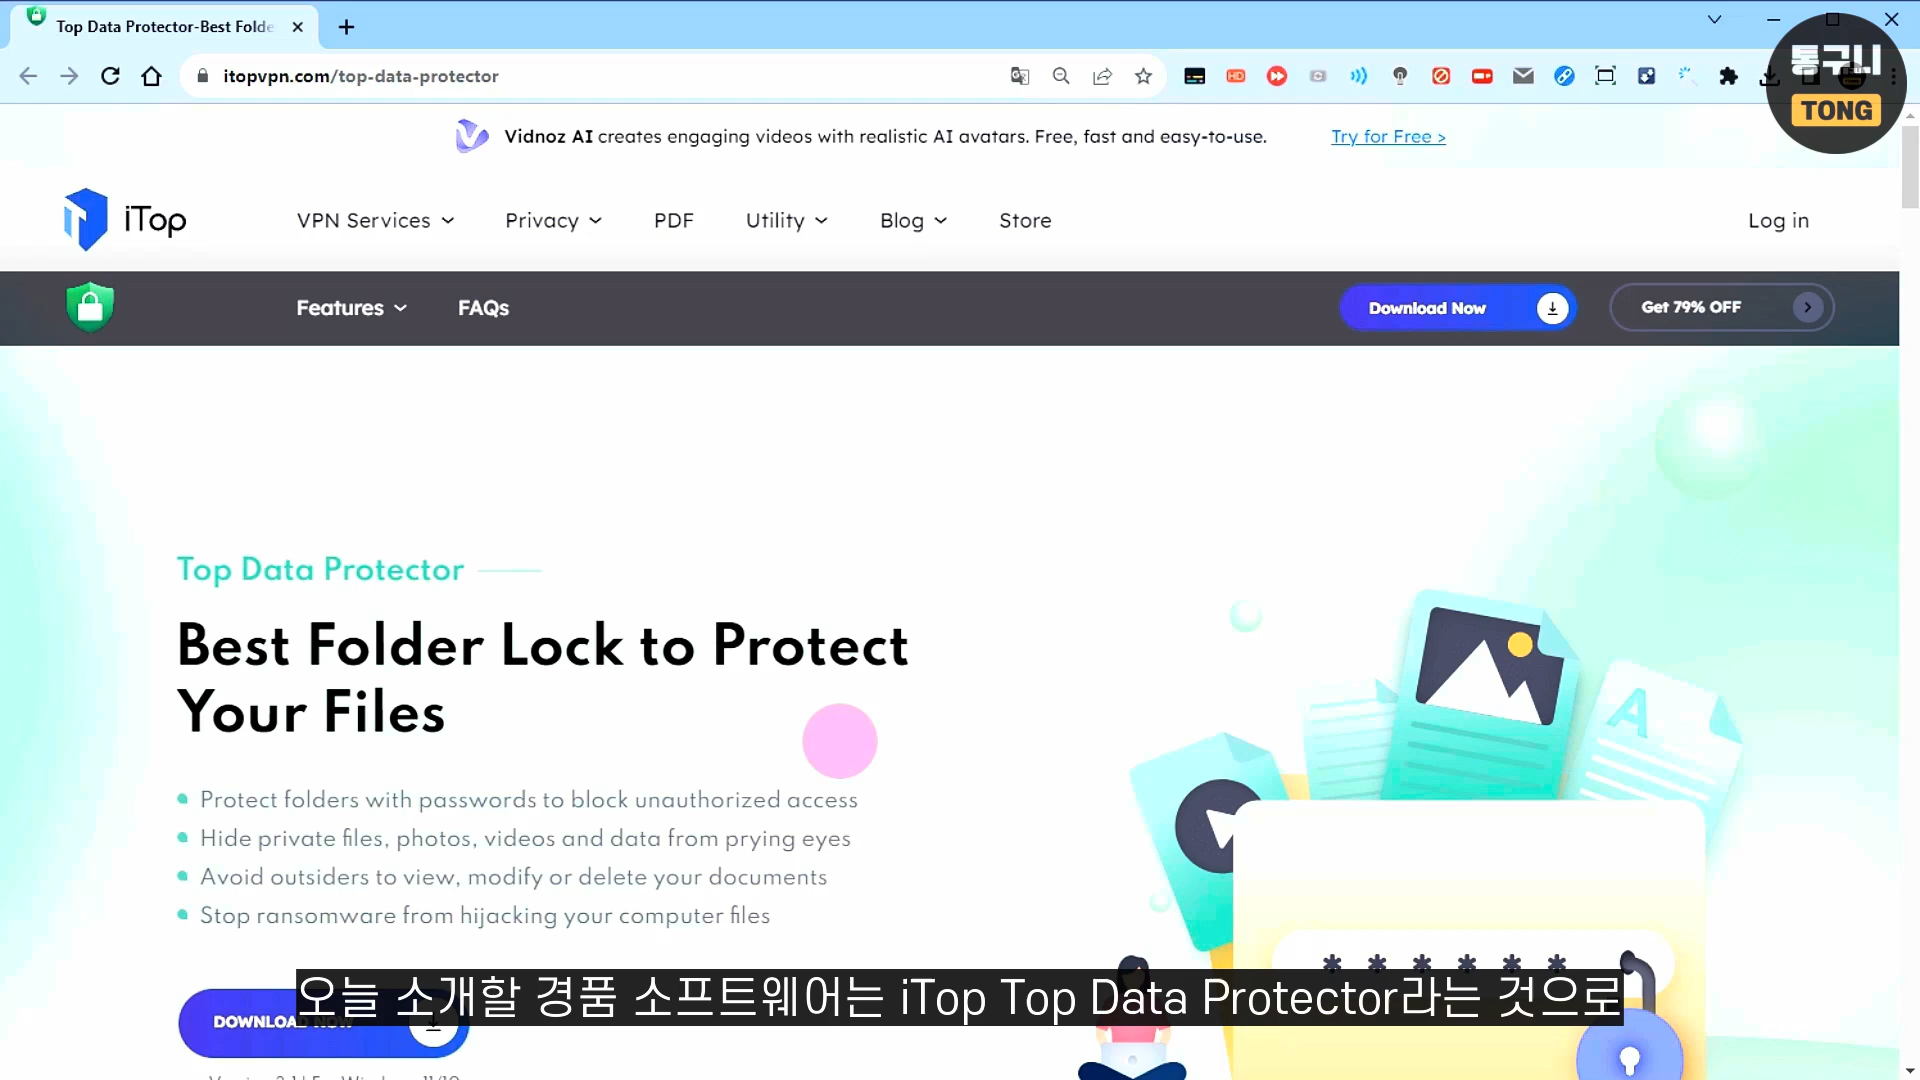 Top Data Protector-Best Folde
통구니
TONG
itopvpn.com/top-data-protector
Vidnoz AI creates engaging videos with realistic AI avatars. Free, fast and easy-to-use.
Try for Free >
iTop
VPN Services
Privacy
PDF
Utility
Blog
Store
Log in
Features
FAQs
Download Now
Get 79% OFF
Top Data Protector
Best Folder Lock to Protect
Your Files
Protect folders with passwords to block unauthorized access
Hide private files, photos, videos and data from prying eyes
Avoid outsiders to view, modify or delete your documents
Stop ransomware from hijacking your computer files
A
* * * * * *
DOWNLOAD NOW
오늘 소개할 경품 소프트웨어는 iTop Top Data Protector라는 것으로